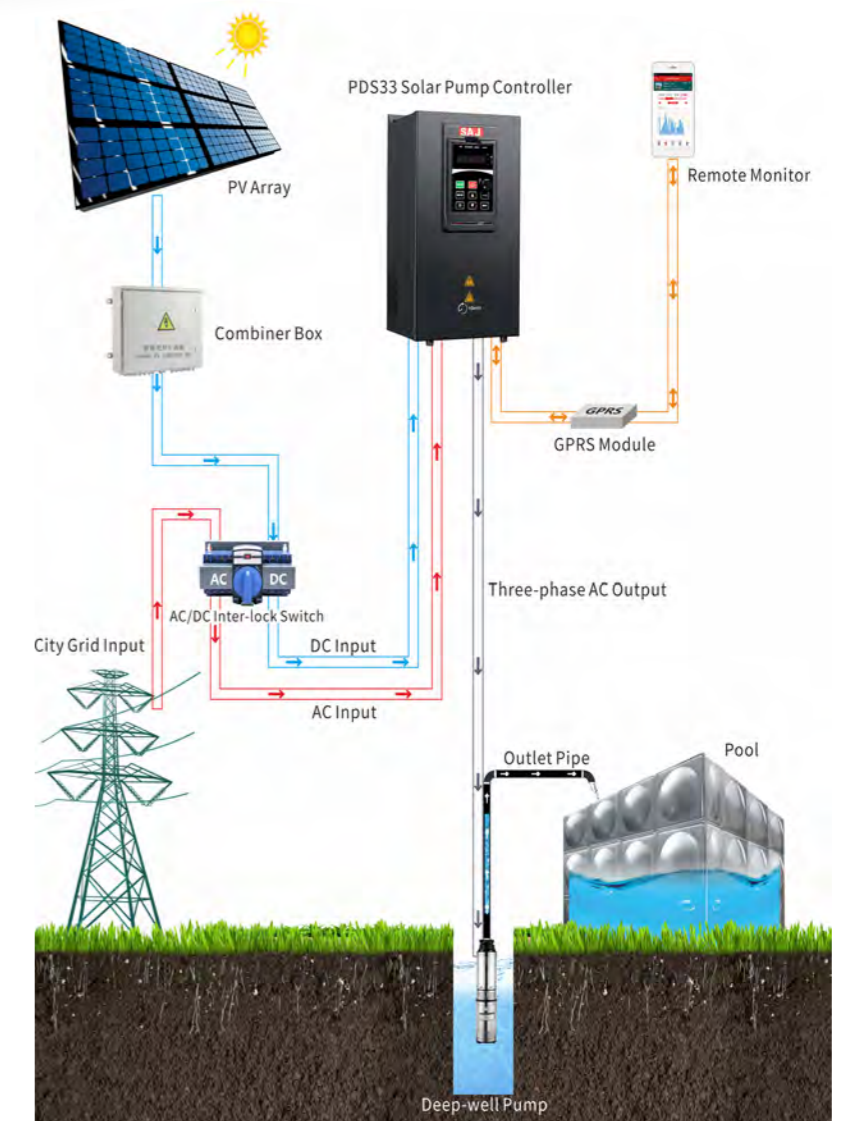 PDS33 Solar Pump Controller
SAJ
PV Array
Remote Monitor
Combiner Box
GPRS
GPRS Module
AC
DC
AC/DC Inter-lock Switch
Three-phase AC Output
City Grid Input
DC Input
AC Input
Outlet Pipe
Pool
Deep-well Pump